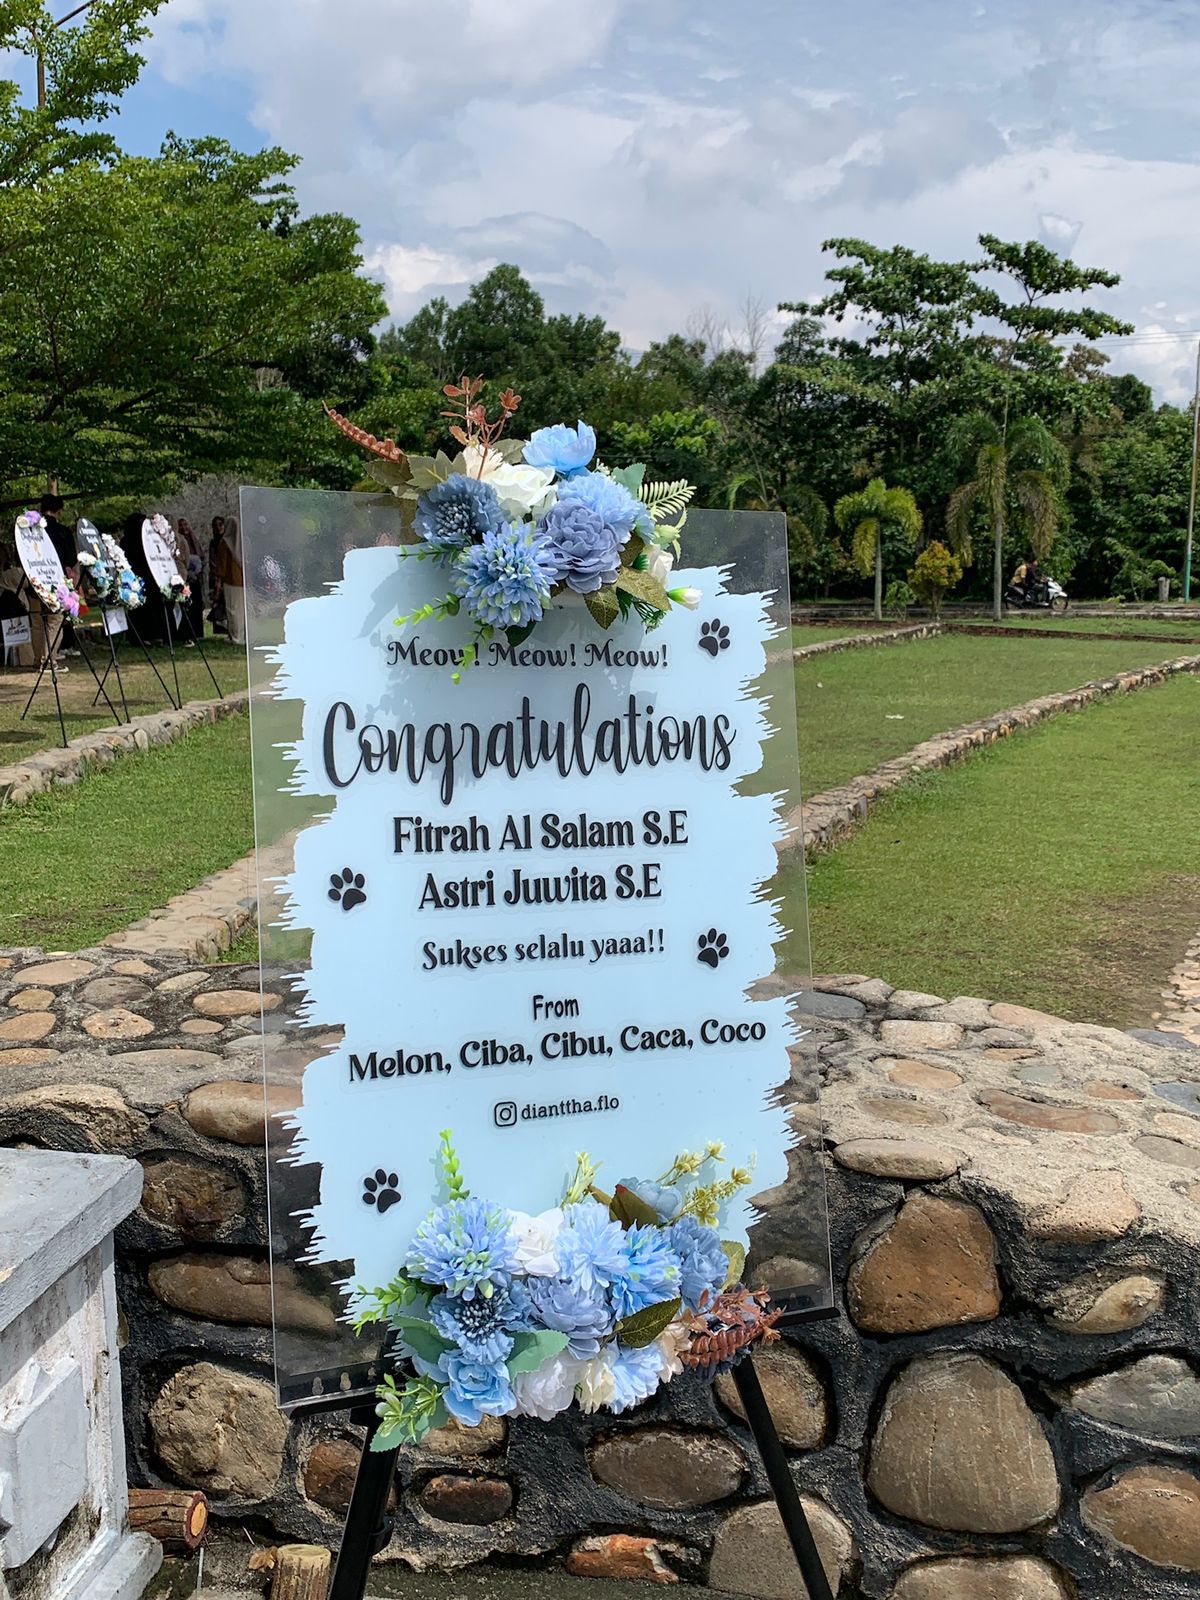 Meow! Meow! Meow!
Congratulations
Fitrah Al Salam S.E
Astri Juwita S.E
Sukses selalu yaaa!!
From
Melon, Ciba, Cibu, Caca, Coco
dianttha.flo